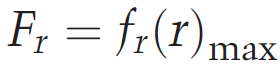 F_r = f_r(r)_max